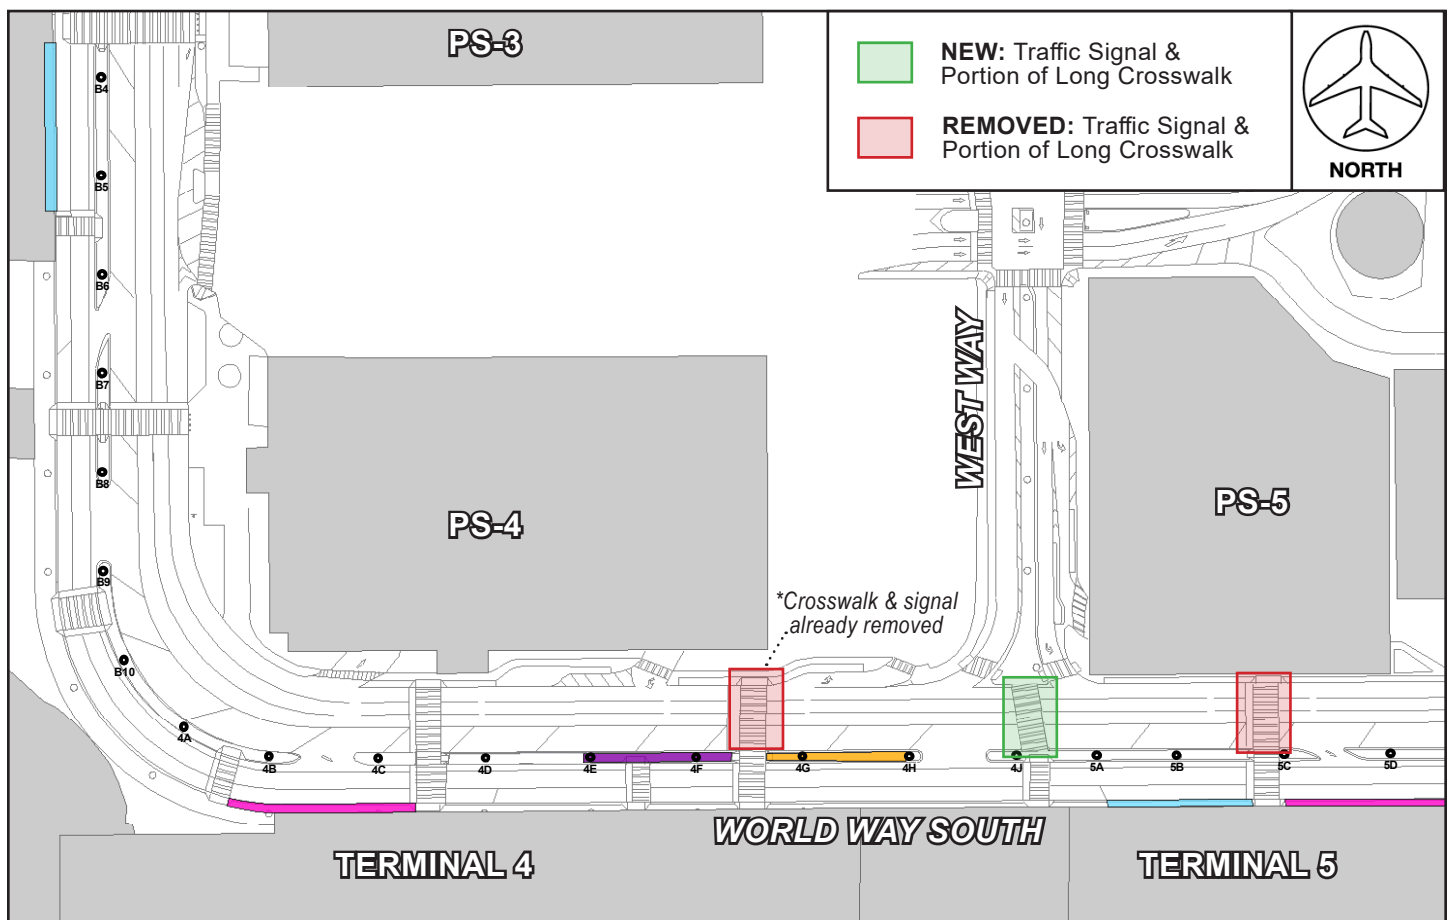 PS-3
NEW: Traffic Signal &
Portion of Long Crosswalk
REMOVED: Traffic Signal &
Portion of Long Crosswalk
NORTH
B4
B5
B6
B7
B8
B9
B10
WEST WAY
PS-4
PS-5
*Crosswalk & signal
already removed
4A
4B
4C
4D
4E
4F
4G
4H
4J
5A
5B
5C
5D
WORLD WAY SOUTH
TERMINAL 4
TERMINAL 5